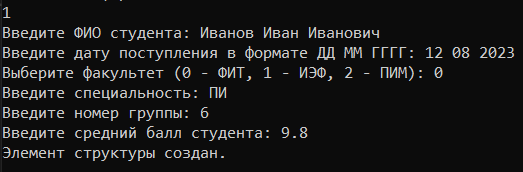 1
Введите ФИО студента: Иванов Иван Иванович
Введите дату поступления в формате ДД ММ ГГГГ: 12 08 2023
Выберите факультет (0 - ФИТ, 1 - ИЭФ, 2 - ПИМ): 0
Введите специальность: ПИ
Введите номер группы: 6
Введите средний балл студента: 9.8
Элемент структуры создан.